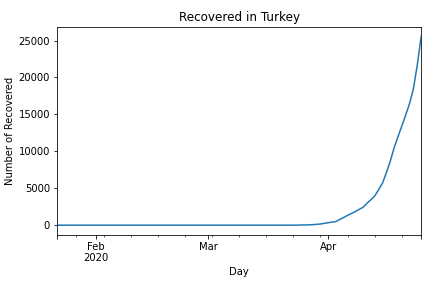 Recovered in Turkey
25000
20000
15000
10000
5000
0
Number of Recovered
Feb
2020
Mar
Apr
Day